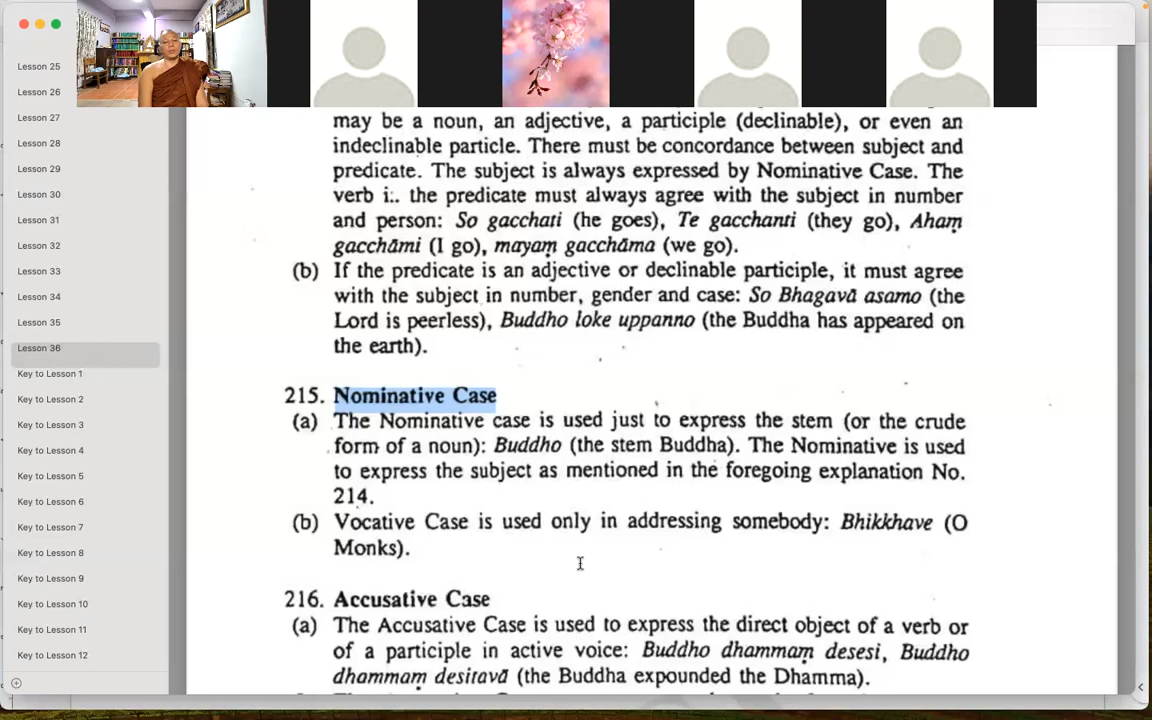 Lesson 25
Lesson 26
Lesson 27
Lesson 28
Lesson 29
Lesson 30
Lesson 31
Lesson 32
Lesson 33
Lesson 34
Lesson 35
Lesson 36
Key to Lesson 1
Key to Lesson 2
Key to Lesson 3
Key to Lesson 4
Key to Lesson 5
Key to Lesson 6
Key to Lesson 7
Key to Lesson 8
Key to Lesson 9
Key to Lesson 10
Key to Lesson 11
Key to Lesson 12
may be a noun, an adjective, a participle (declinable), or even an
indeclinable particle. There must be concordance between subject and
predicate. The subject is always expressed by Nominative Case. The
verb i:. the predicate must always agree with the subject in number
and person: So gacchati (he goes), Te gacchanti (they go), Ahaṃ
gacchāmi (I go), mayaṃ gacchāma (we go).
(b) If the predicate is an adjective or declinable participle, it must agree
with the subject in number, gender and case: So Bhagavā asamo (the
Lord is peerless), Buddho loke uppanno (the Buddha has appeared on
the earth).
215. Nominative Case
(a) The Nominative case is used just to express the stem (or the crude
form of a noun): Buddho (the stem Buddha). The Nominative is used
to express the subject as mentioned in the foregoing explanation No.
214.
(b) Vocative Case is used only in addressing somebody: Bhikkhave (O
Monks).
216. Accusative Case
(a) The Accusative Case is used to express the direct object of a verb or
of a participle in active voice: Buddho dhammaṃ desesi, Buddho
dhammaṃ desitavā (the Buddha expounded the Dhamma).